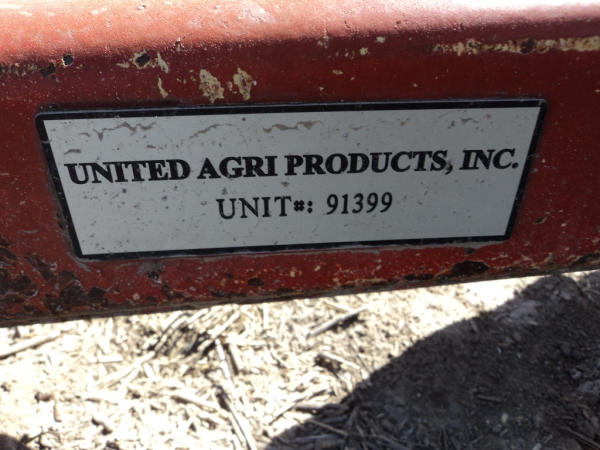 UNITED AGRI PRODUCTS, INC.
UNIT#: 91399